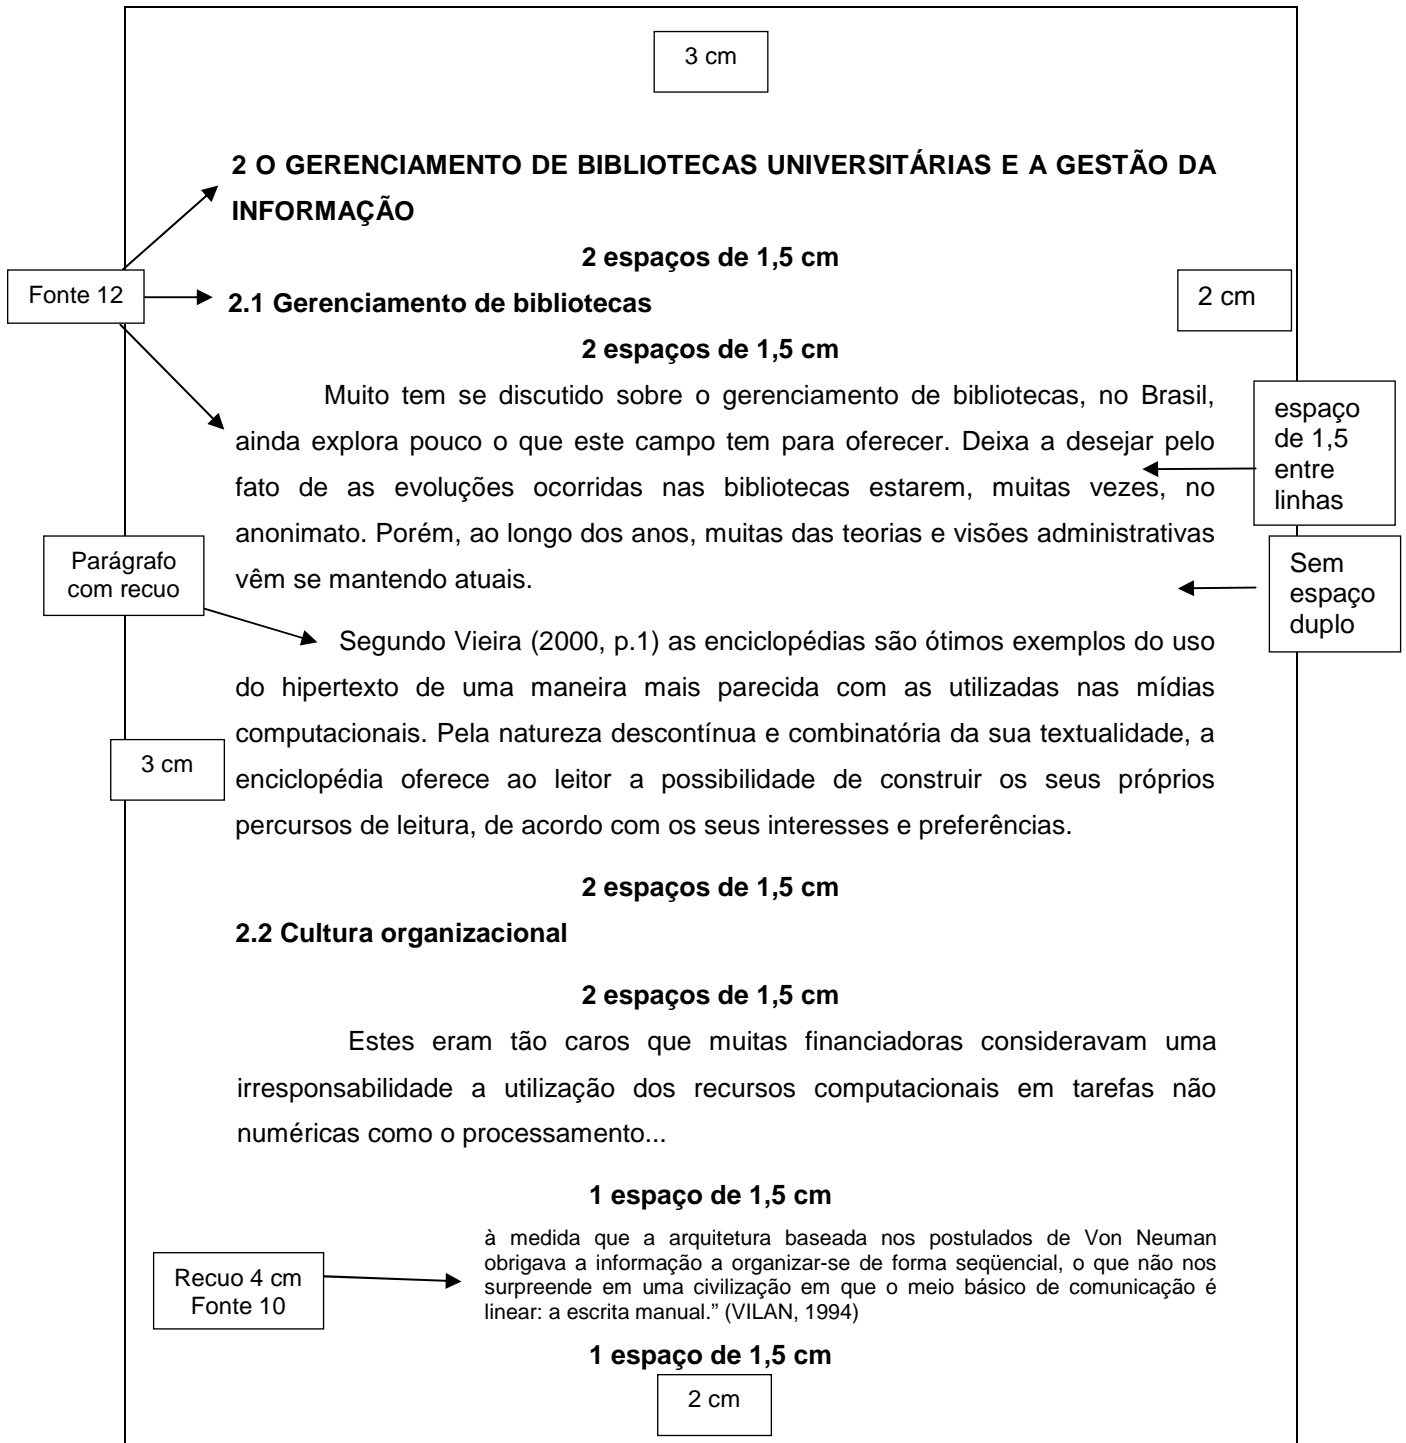 3 cm
2 O GERENCIAMENTO DE BIBLIOTECAS UNIVERSITÁRIAS E A GESTÃO DA
INFORMAÇÃO
2 espaços de 1,5 cm
Fonte 12
2.1 Gerenciamento de bibliotecas
2 cm
2 espaços de 1,5 cm
Muito tem se discutido sobre o gerenciamento de bibliotecas, no Brasil,
ainda explora pouco o que este campo tem para oferecer. Deixa a desejar pelo
fato de as evoluções ocorridas nas bibliotecas estarem, muitas vezes, no
anonimato. Porém, ao longo dos anos, muitas das teorias e visões administrativas
vêm se mantendo atuais.
espaço
de 1,5
entre
linhas
Parágrafo
com recuo
Sem
espaço
duplo
Segundo Vieira (2000, p.1) as enciclopédias são ótimos exemplos do uso
do hipertexto de uma maneira mais parecida com as utilizadas nas mídias
computacionais. Pela natureza descontínua e combinatória da sua textualidade, a
enciclopédia oferece ao leitor a possibilidade de construir os seus próprios
percursos de leitura, de acordo com os seus interesses e preferências.
3 cm
2 espaços de 1,5 cm
2.2 Cultura organizacional
2 espaços de 1,5 cm
Estes eram tão caros que muitas financiadoras consideravam uma
irresponsabilidade a utilização dos recursos computacionais em tarefas não
numéricas como o processamento...
1 espaço de 1,5 cm
à medida que a arquitetura baseada nos postulados de Von Neuman
obrigava a informação a organizar-se de forma seqüencial, o que não nos
surpreende em uma civilização em que o meio básico de comunicação é
linear: a escrita manual.” (VILAN, 1994)
Recuo 4 cm
Fonte 10
1 espaço de 1,5 cm
2 cm